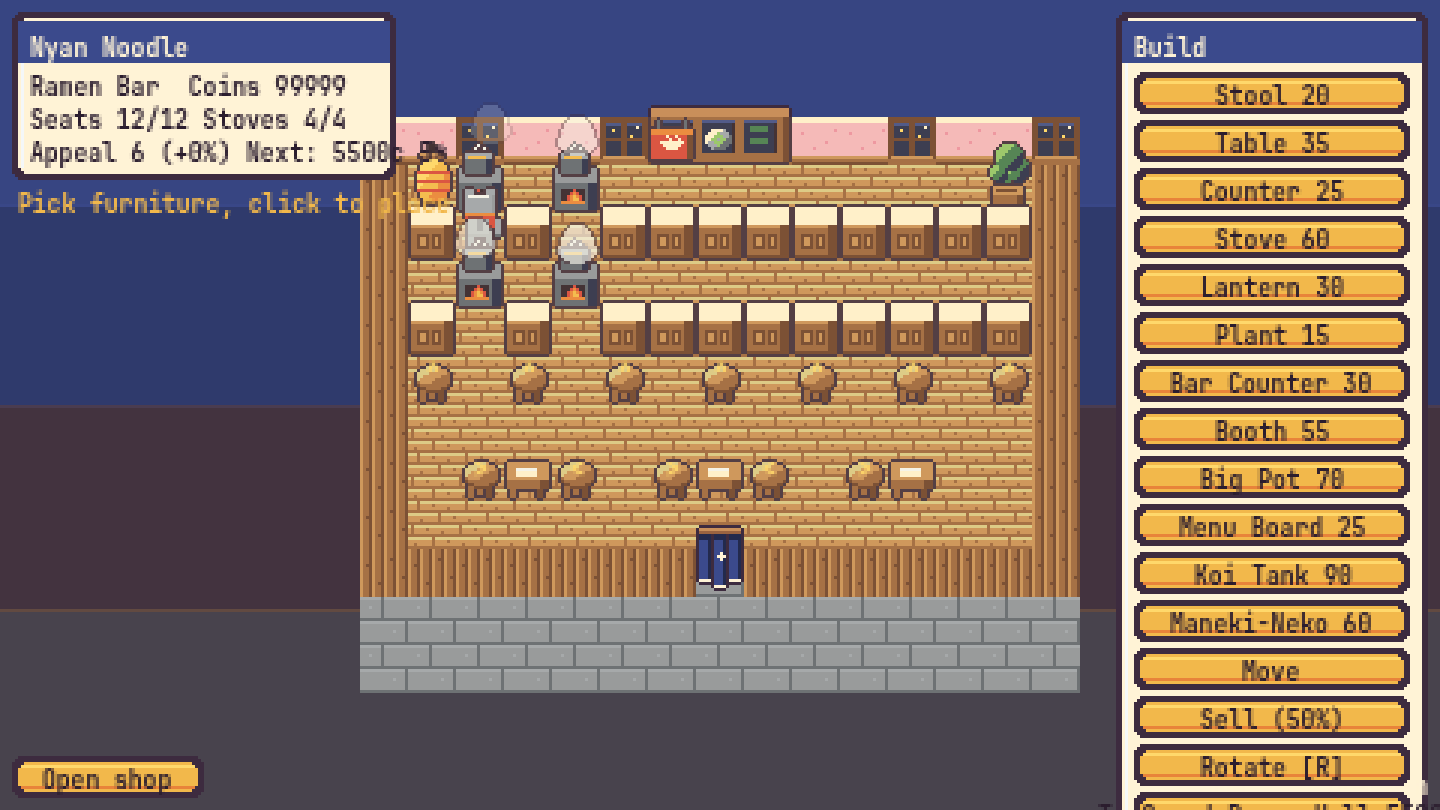 Nyan Noodle
Ramen Bar Coins 99999
Seats 12/12 Stoves 4/4
Appeal 6 (+0%) Next: 5500c
Pick furniture, click to place
Build
Stool 20
Table 35
Counter 25
Stove 60
Lantern 30
Plant 15
Bar Counter 30
Booth 55
Big Pot 70
Menu Board 25
Koi Tank 90
Maneki-Neko 60
Move
Sell (50%)
Rotate [R]
Open shop